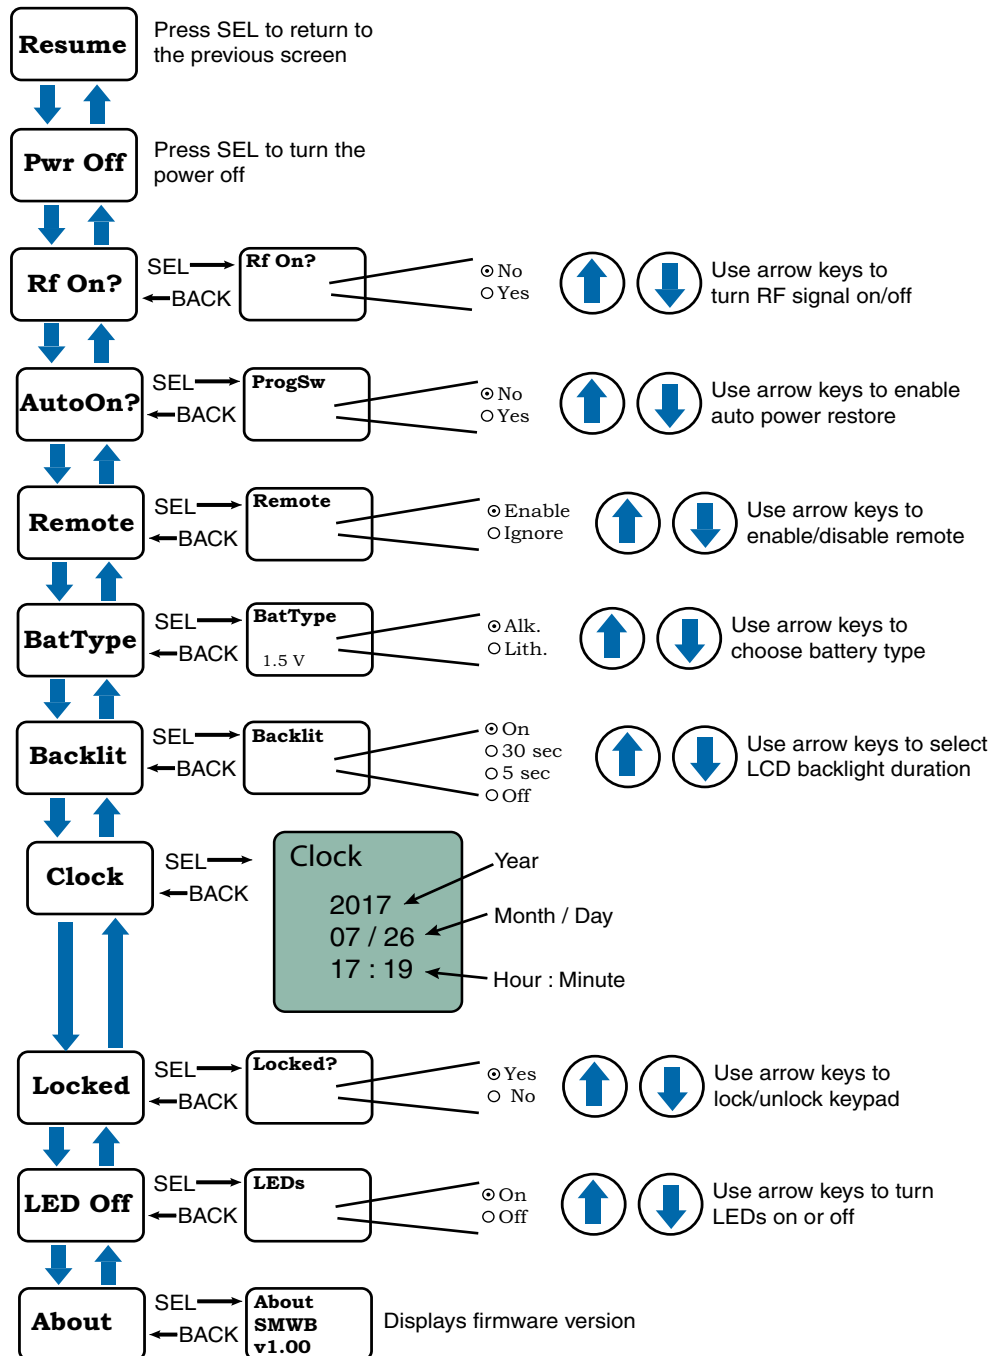 Resume
Press SEL to return to
the previous screen
Pwr Off
Press SEL to turn the
power off
Rf On?
SEL
BACK
Rf On?
No
Yes
Use arrow keys to
turn RF signal on/off
AutoOn?
SEL
BACK
ProgSw
No
Yes
Use arrow keys to enable
auto power restore
Remote
SEL
BACK
Remote
Enable
Ignore
Use arrow keys to
enable/disable remote
BatType
SEL
BACK
BatType
1.5 V
Alk.
Lith.
Use arrow keys to
choose battery type
Backlit
SEL
BACK
Backlit
On
30 sec
5 sec
Off
Use arrow keys to select
LCD backlight duration
Clock
SEL
BACK
Clock
2017
07 / 26
17 : 19
Year
Month / Day
Hour : Minute
Locked
SEL
BACK
Locked?
Yes
No
Use arrow keys to
lock/unlock keypad
LED Off
SEL
BACK
LEDs
On
Off
Use arrow keys to turn
LEDs on or off
About
SEL
BACK
About
SMWB
v1.00
Displays firmware version